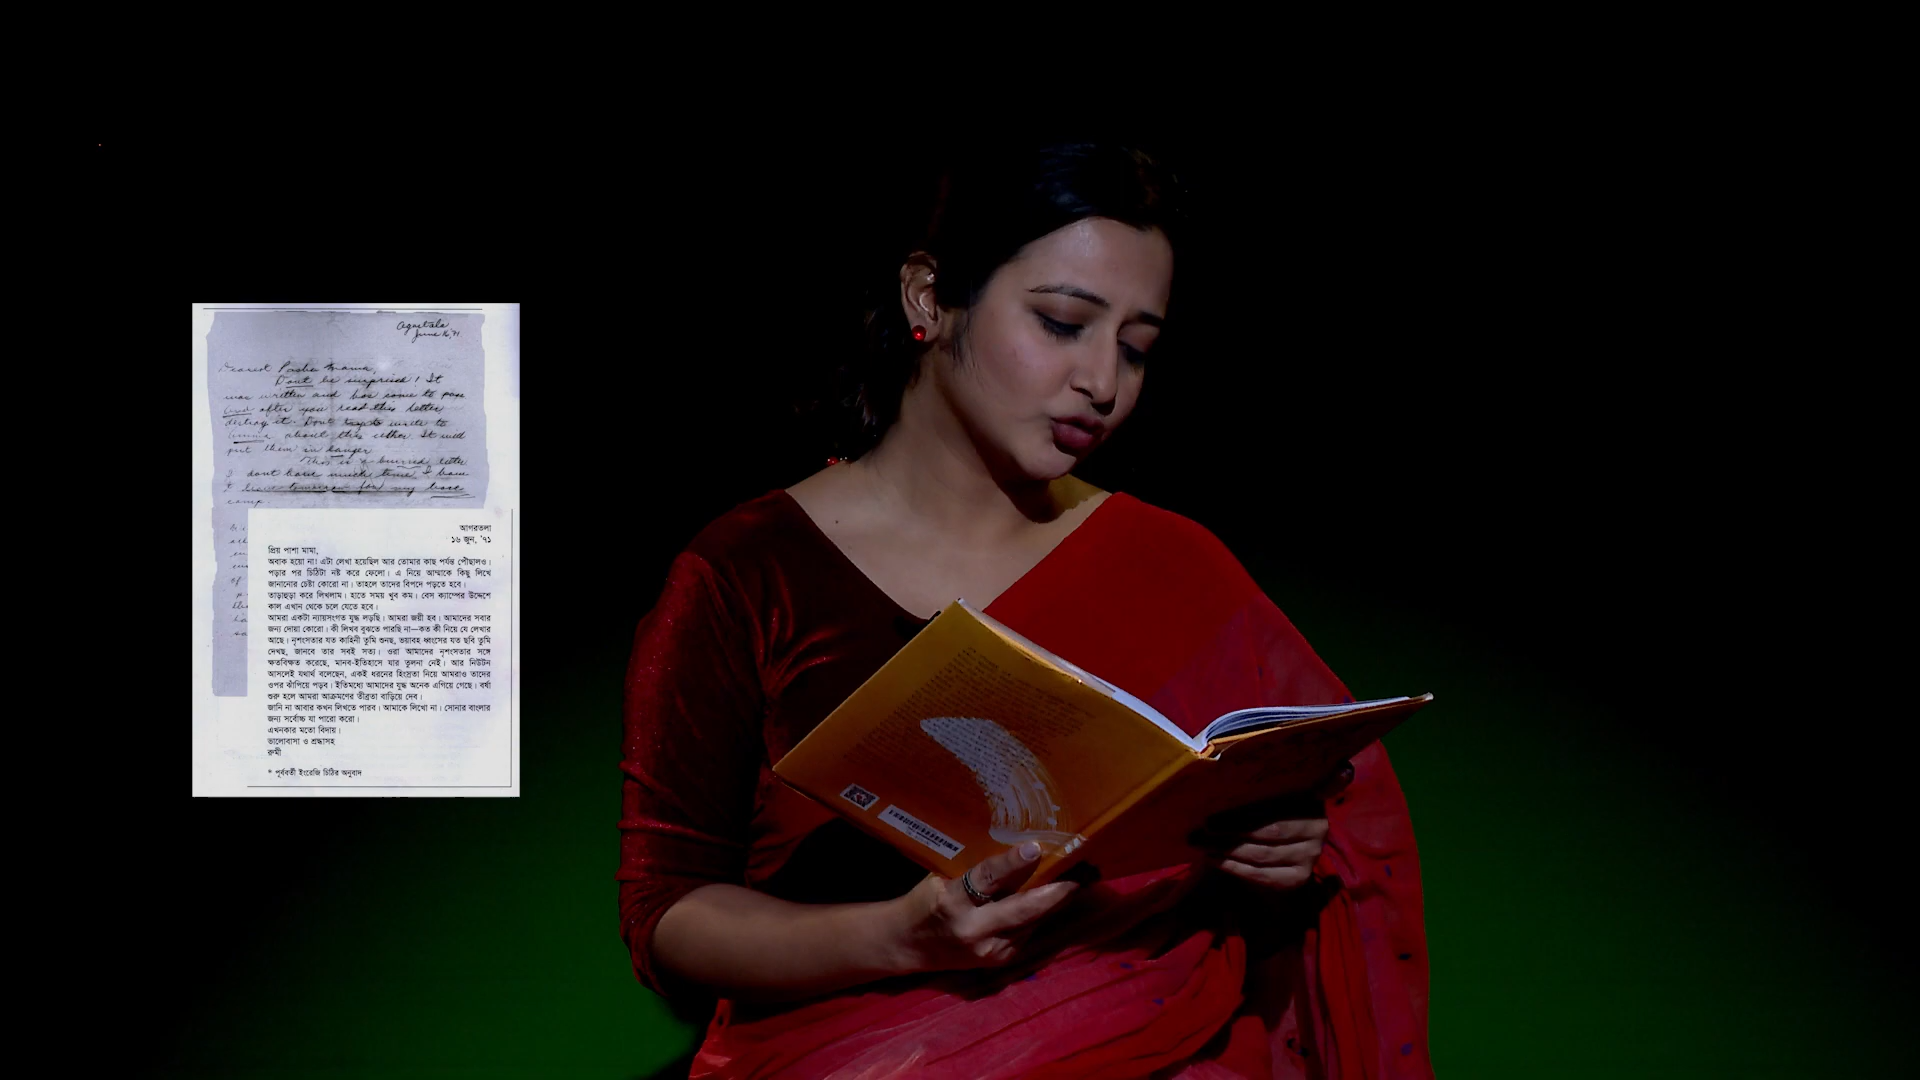 Agartala
June 16, '71
Dearest Pasha Mama,
Dont be surprised! It
was written and has come to pass
and after you read this letter
destroy it. Dont try to write to
amma about this either. It will
put them in danger
This is a hurried letter
I dont have much time. I have
to leave tomorrow for my base
camp.
আগরতলা
১৬ জুন, '৭১
প্রিয় পাশা মামা,
অবাক হয়ো না! এটা লেখা হয়েছিল আর তোমার কাছ পর্যন্ত পৌঁছালও।
পড়ার পর চিঠিটা নষ্ট করে ফেলো। এ নিয়ে আম্মাকে কিছু লিখে
জানানোর চেষ্টা কোরো না। তাহলে তাদের বিপদে পড়তে হবে।
তাড়াহুড়া করে লিখলাম। হাতে সময় খুব কম। বেস ক্যাম্পের উদ্দেশে
কাল এখান থেকে চলে যেতে হবে।
আমরা একটা ন্যায়সংগত যুদ্ধ লড়ছি। আমরা জয়ী হব। আমাদের সবার
জন্য দোয়া কোরো। কী লিখব বুঝতে পারছি না—কত কী নিয়ে যে লেখার
আছে। নৃশংসতার যত কাহিনী তুমি শুনছ, ভয়াবহ ধ্বংসের যত ছবি তুমি
দেখছ, জানবে তার সবই সত্য। ওরা আমাদের নৃশংসতার সঙ্গে
ক্ষতবিক্ষত করেছে, মানব-ইতিহাসে যার তুলনা নেই। আর নিউটন
আসলেই যথার্থ বলেছেন, একই ধরনের হিংস্রতা নিয়ে আমরাও তাদের
ওপর ঝাঁপিয়ে পড়ব। ইতিমধ্যে আমাদের যুদ্ধ অনেক এগিয়ে গেছে। বর্ষা
শুরু হলে আমরা আক্রমণের তীব্রতা বাড়িয়ে দেব।
জানি না আবার কখন লিখতে পারব। আমাকে লিখো না। সোনার বাংলার
জন্য সর্বোচ্চ যা পারো করো।
এখনকার মতো বিদায়।
ভালোবাসা ও শ্রদ্ধাসহ
রুমী
* পূর্ববর্তী ইংরেজি চিঠির অনুবাদ